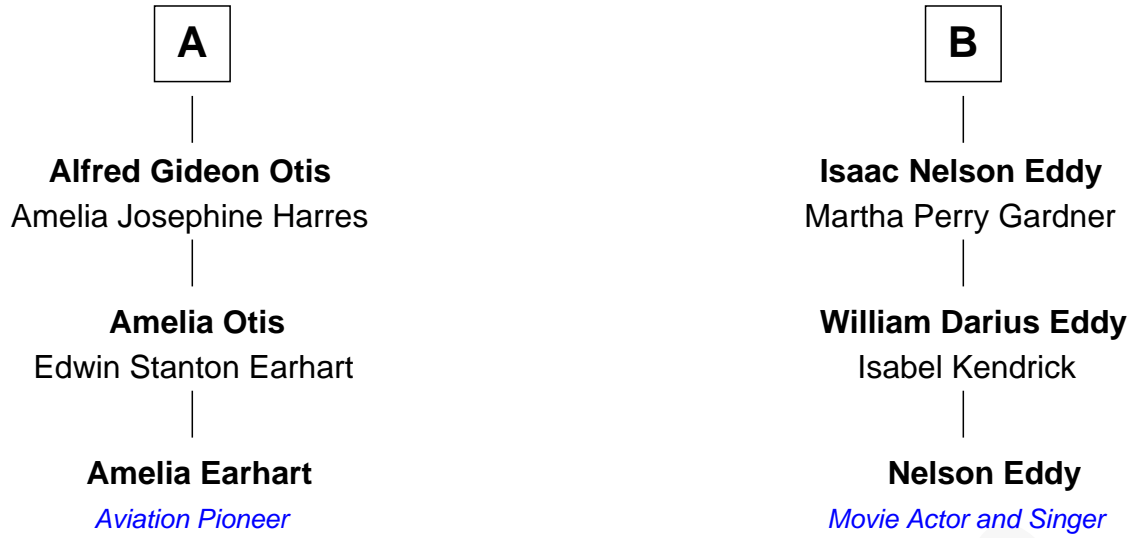 A
B
Alfred Gideon Otis
Amelia Josephine Harres
Isaac Nelson Eddy
Martha Perry Gardner
Amelia Otis
Edwin Stanton Earhart
William Darius Eddy
Isabel Kendrick
Amelia Earhart
Aviation Pioneer
Nelson Eddy
Movie Actor and Singer